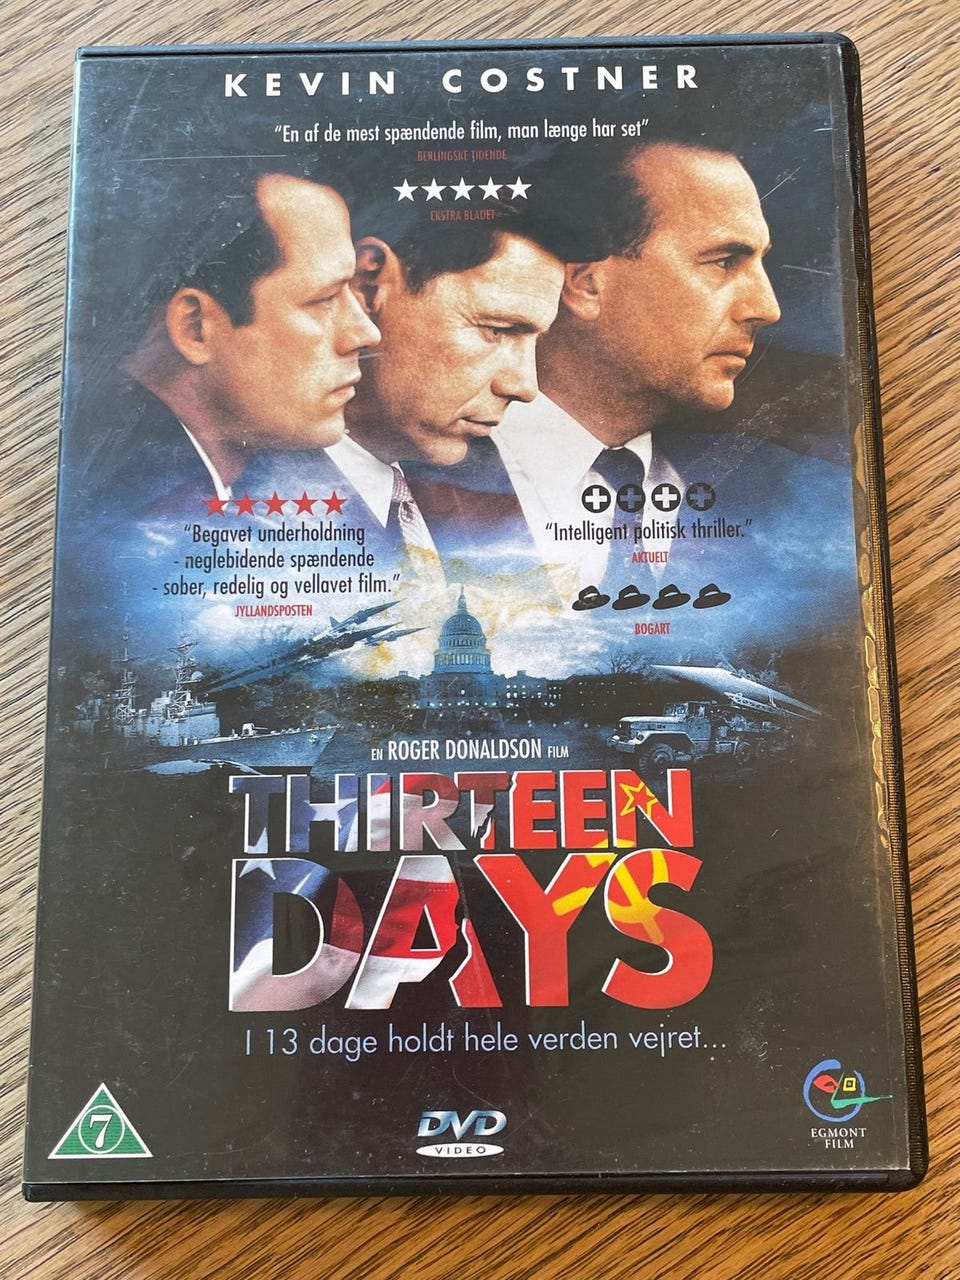 KEVIN COSTNER
“En af de mest spændende film, man længe har set”
BERLINGSKE TIDENDE
EKSTRA BLADET
“Begavet underholdning
- neglebidende spændende
- sober, redelig og vellavet film.”
JYLLANDSPOSTEN
“Intelligent politisk thriller.”
AKTUELT
BOGART
EN ROGER DONALDSON FILM
THIRTEEN
DAYS
I 13 dage holdt hele verden vejret...
7
DVD
VIDEO
EGMONT
FILM